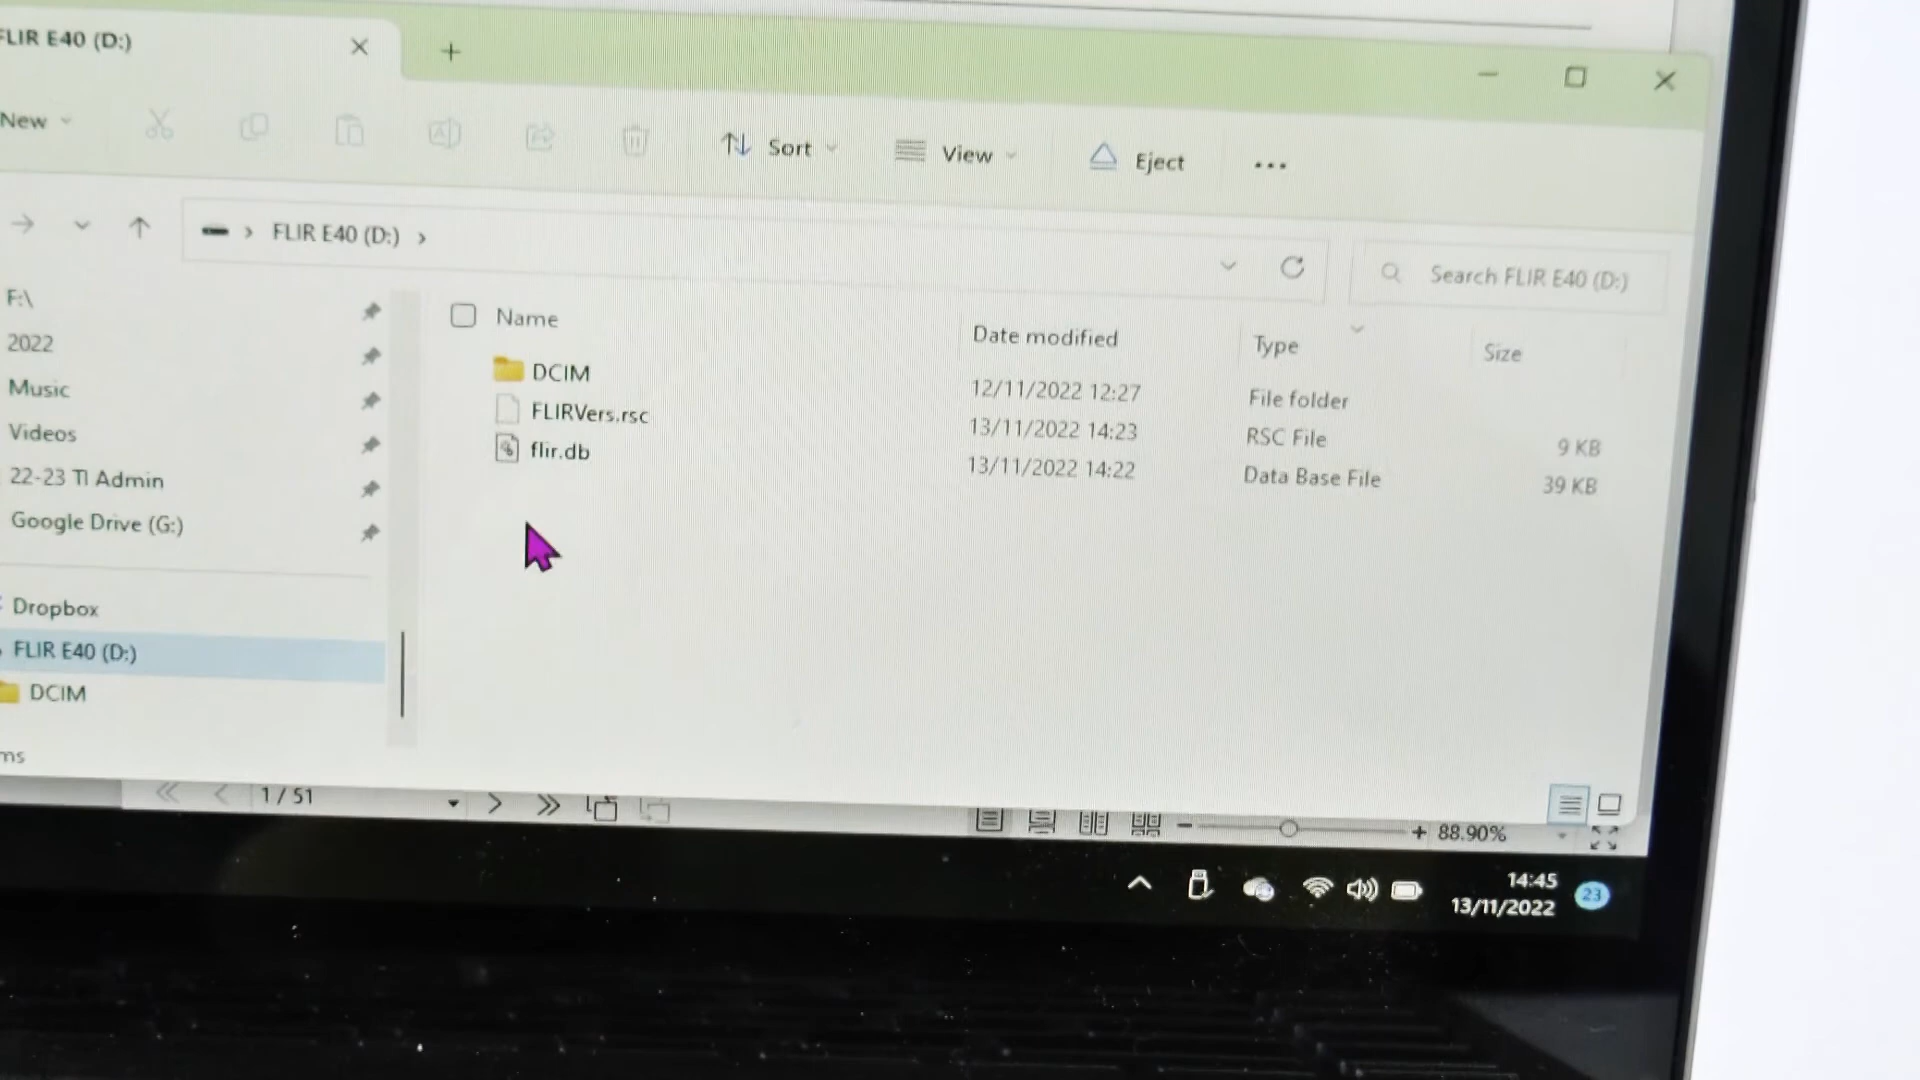 FLIR E40 (D:)
New
Sort
View
Eject
FLIR E40 (D:)
Search FLIR E40 (D:)
F:\
2022
Music
Videos
22-23 TI Admin
Google Drive (G:)
Dropbox
FLIR E40 (D:)
DCIM
Name Date modified Type Size
DCIM 12/11/2022 12:27 File folder
FLIRVers.rsc 13/11/2022 14:23 RSC File 9 KB
flir.db 13/11/2022 14:22 Data Base File 39 KB
ms
1 / 51
88.90%
14:45
13/11/2022
23